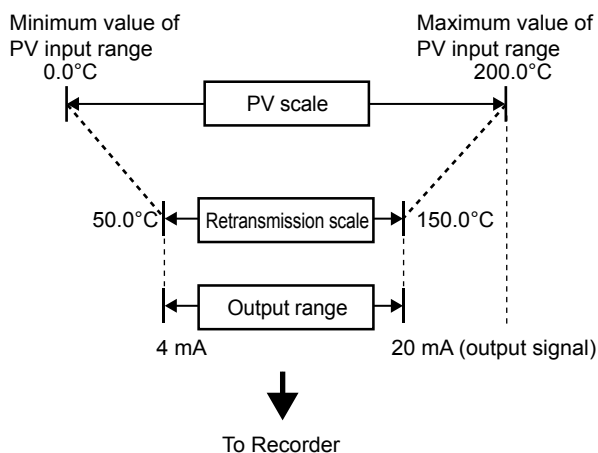 Minimum value of
PV input range
0.0°C
Maximum value of
PV input range
200.0°C
PV scale
50.0°C
Retransmission scale
150.0°C
Output range
4 mA
20 mA (output signal)
To Recorder